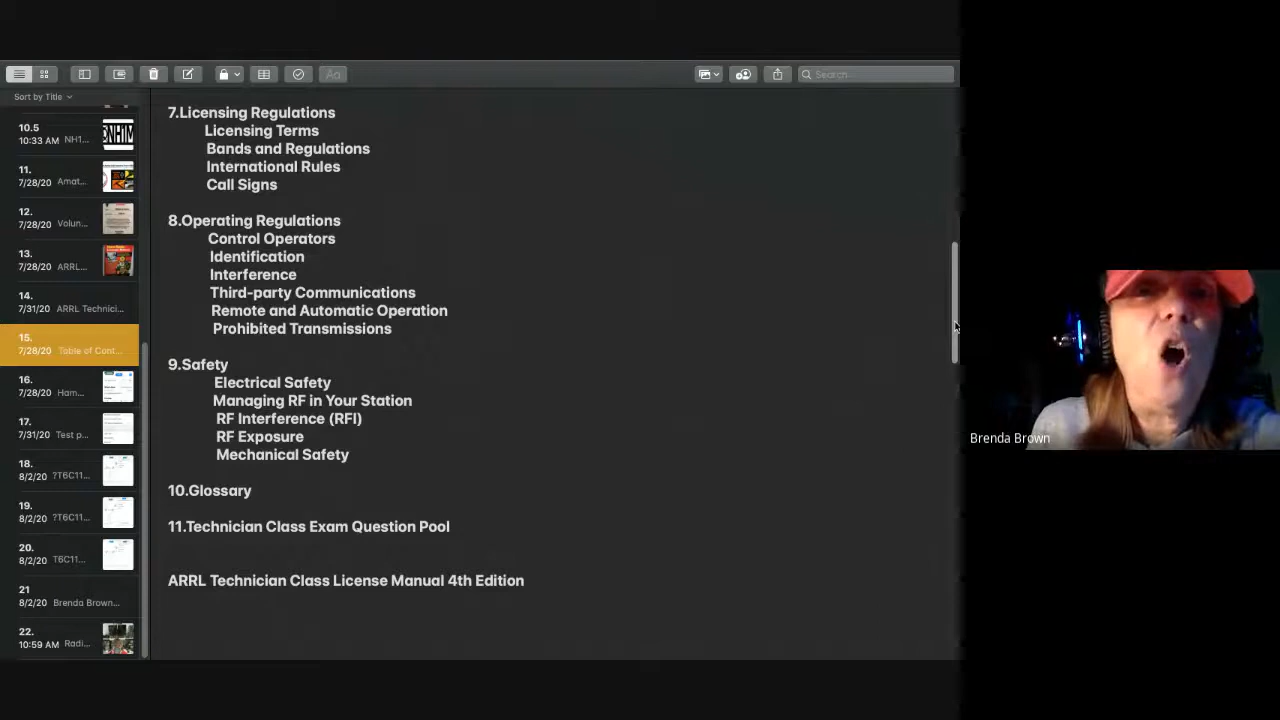 Aa
Search...
Sort by Title
10.5
10:33 AM NH1...
11.
7/28/20 Amat...
12.
7/28/20 Volun...
13.
7/28/20 ARRL...
14.
7/31/20 ARRL Technici...
15.
7/28/20 Table of Cont...
16.
7/28/20 Ham...
17.
7/31/20 Test p...
18.
8/2/20 ?T6C11...
19.
8/2/20 ?T6C11...
20.
8/2/20 T6C11...
21
8/2/20 Brenda Brown...
22.
10:59 AM Radi...
7.Licensing Regulations
Licensing Terms
Bands and Regulations
International Rules
Call Signs
8.Operating Regulations
Control Operators
Identification
Interference
Third-party Communications
Remote and Automatic Operation
Prohibited Transmissions
9.Safety
Electrical Safety
Managing RF in Your Station
RF Interference (RFI)
RF Exposure
Mechanical Safety
10.Glossary
11.Technician Class Exam Question Pool
ARRL Technician Class License Manual 4th Edition
Brenda Brown